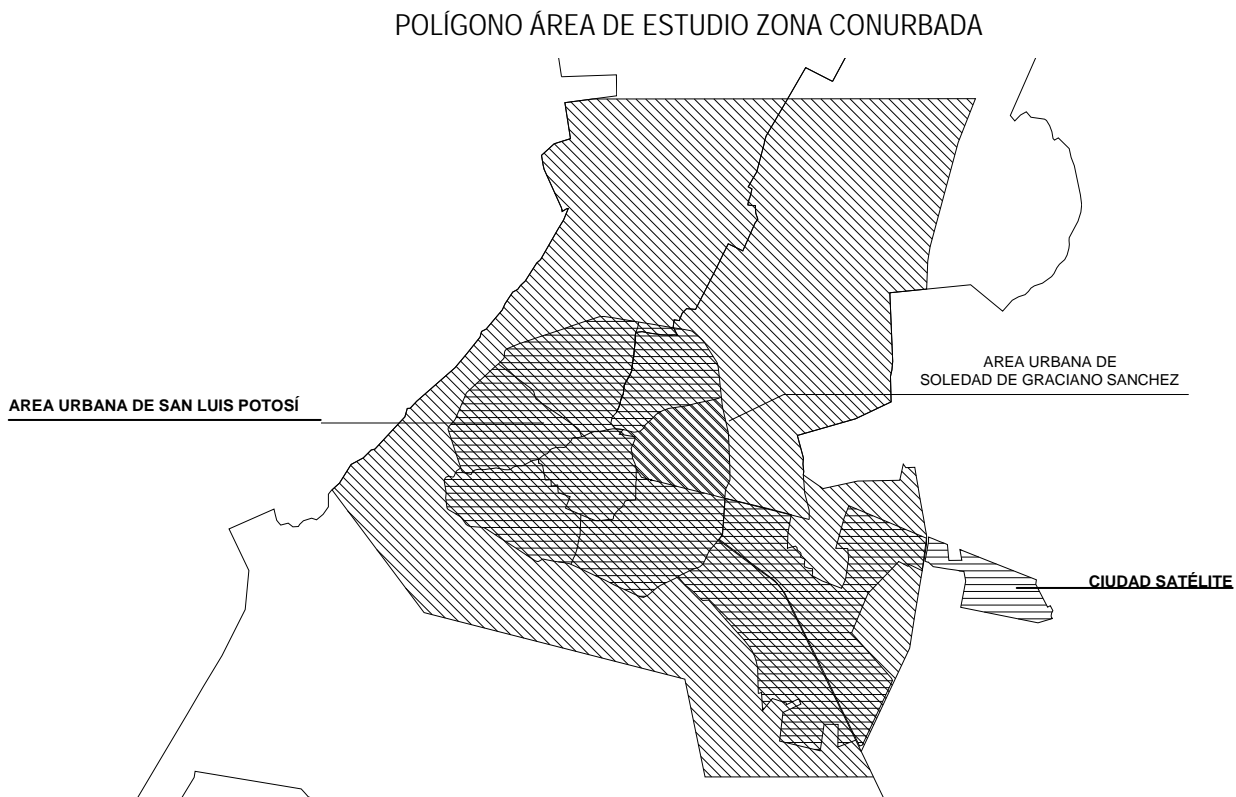 POLÍGONO ÁREA DE ESTUDIO ZONA CONURBADA
AREA URBANA DE
SOLEDAD DE GRACIANO SANCHEZ
AREA URBANA DE SAN LUIS POTOSÍ
CIUDAD SATÉLITE